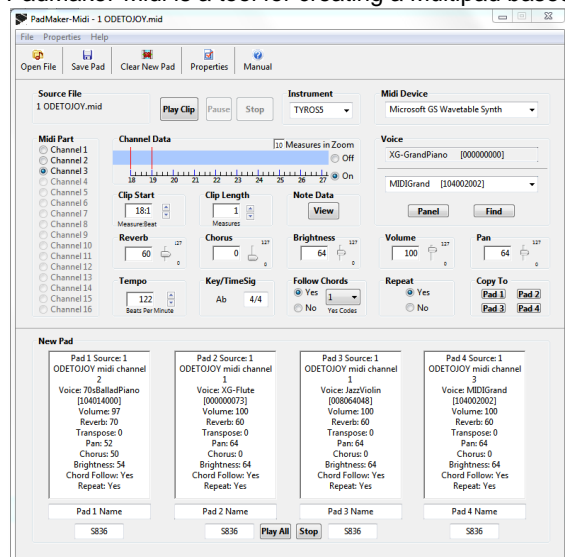 PadMaker-Midi is a tool for creating a Multipad based
PadMaker-Midi - 1 ODETOJOY.mid
File Properties Help
Open File Save Pad Clear New Pad Properties Manual
Source File Instrument Midi Device
1 ODETOJOY.mid Play Clip Pause Stop TYROS5 Microsoft GS Wavetable Synth
Midi Part Channel Data 10 Measures in Zoom Voice
Channel 1 Off XG-GrandPiano [000000000]
Channel 2
Channel 3 On
18 19 20 21 22 23 24 25 26 27
Channel 4 MIDIGrand [104002002]
Channel 5 Clip Start Clip Length Note Data
Channel 6 18:1 1 View Panel Find
Channel 7 Measure:Beat Measures
Channel 8
Channel 9 Reverb Chorus Brightness Volume Pan
Channel 10 60 127 0 0 127 0 64 127 0 100 127 0 64 127 0
Channel 11
Channel 12 Tempo Key/TimeSig Follow Chords Repeat Copy To
Channel 13 122 Ab 4/4 Yes 1 Yes Pad 1 Pad 2
Channel 14
Channel 15 Beats Per Minute No Yes Codes No Pad 3 Pad 4
Channel 16
New Pad
Pad 1 Source: 1 Pad 2 Source: 1 Pad 3 Source: 1 Pad 4 Source: 1
ODETOJOY midi channel ODETOJOY midi channel ODETOJOY midi channel ODETOJOY midi channel
2 1 1 3
Voice: 70sBalladPiano Voice: XG-Flute Voice: JazzViolin Voice: MIDIGrand
[104014000] [000000073] [008064048] [104002002]
Volume: 97 Volume: 100 Volume: 100 Volume: 100
Reverb: 70 Reverb: 60 Reverb: 60 Reverb: 60
Transpose: 0 Transpose: 0 Transpose: 0 Transpose: 0
Pan: 52 Pan: 64 Pan: 64 Pan: 64
Chorus: 50 Chorus: 0 Chorus: 0 Chorus: 0
Brightness: 54 Brightness: 64 Brightness: 64 Brightness: 64
Chord Follow: Yes Chord Follow: Yes Chord Follow: Yes Chord Follow: Yes
Repeat: Yes Repeat: Yes Repeat: Yes Repeat: Yes
Pad 1 Name Pad 2 Name Pad 3 Name Pad 4 Name
S836 S836 Play All Stop S836 S836